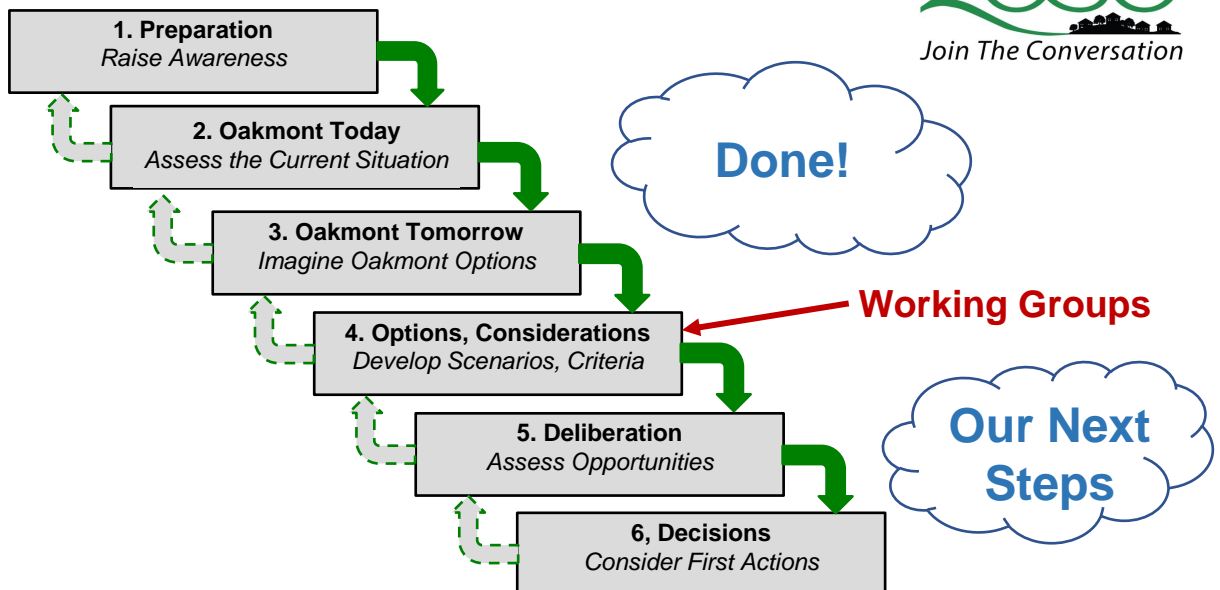 1. Preparation
Raise Awareness
Join The Conversation
2. Oakmont Today
Assess the Current Situation
Done!
3. Oakmont Tomorrow
Imagine Oakmont Options
Working Groups
4. Options, Considerations
Develop Scenarios, Criteria
Our Next
Steps
5. Deliberation
Assess Opportunities
6, Decisions
Consider First Actions